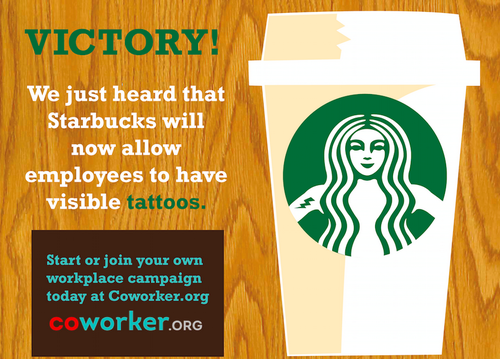 VICTORY!
We just heard that
Starbucks will
now allow
employees to have
visible tattoos.
Start or join your own
workplace campaign
today at Coworker.org
coworker.ORG